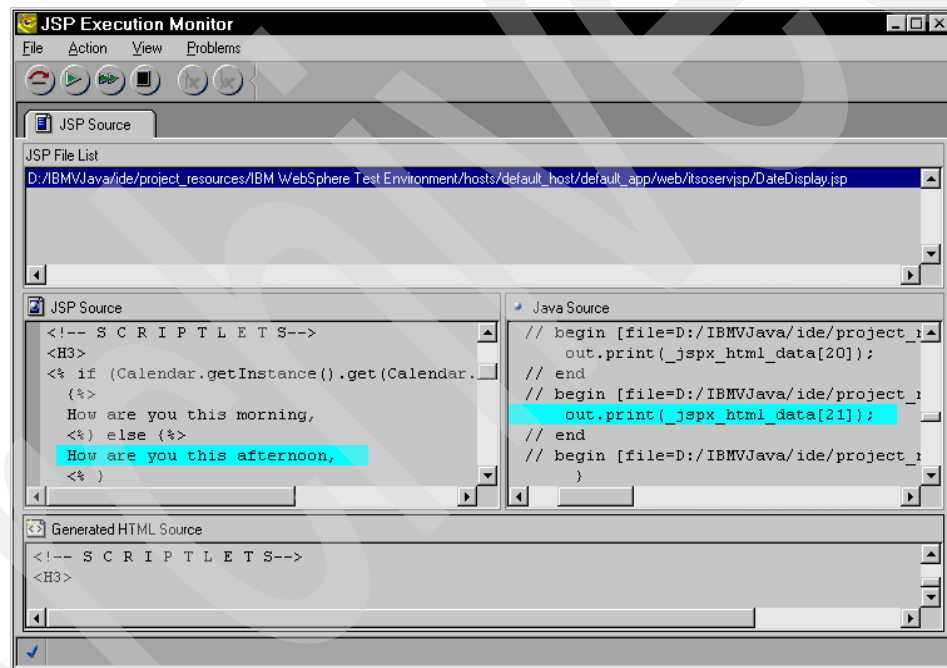 JSP Execution Monitor
File Action View Problems
JSP Source
JSP File List
D:/IBMVJava/ide/project_resources/IBM WebSphere Test Environment/hosts/default_host/default_app/web/itsoservjsp/DateDisplay.jsp
JSP Source
<!-- S C R I P T L E T S-->
<H3>
<% if (Calendar.getInstance().get(Calendar.
{%>
How are you this morning,
<%} else {%>
How are you this afternoon,
<% }
Java Source
// begin [file=D:/IBMVJava/ide/project_r
out.print(_jspx_html_data[20]);
// end
// begin [file=D:/IBMVJava/ide/project_r
out.print(_jspx_html_data[21]);
// end
// begin [file=D:/IBMVJava/ide/project_r
}
Generated HTML Source
<!-- S C R I P T L E T S-->
<H3>